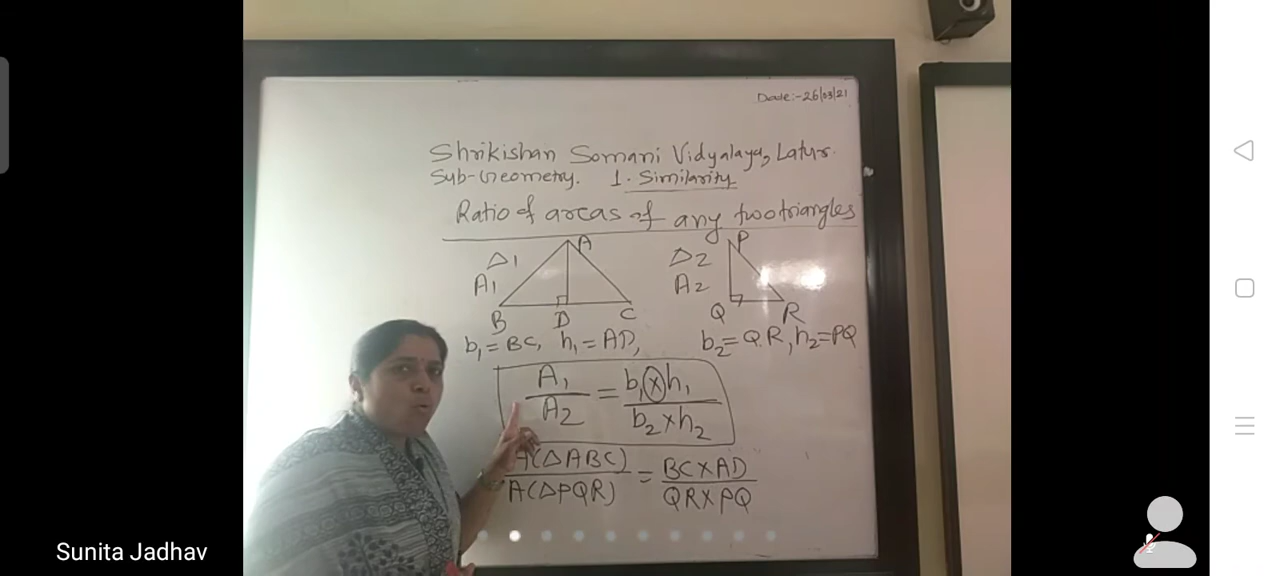 Date:-26/03/21
Shrikishan Somani Vidyalaya, Latur.
Sub-Geometry. 1. Similarity
Ratio of areas of any two triangles
A P
Δ1 Δ2
A1 A2
B D C Q R
b1=BC, h1=AD, b2=QR, h2=PQ
A1/A2 = b1×h1/b2×h2
A(ΔABC)/A(ΔPQR) = BC×AD/QR×PQ
Sunita Jadhav